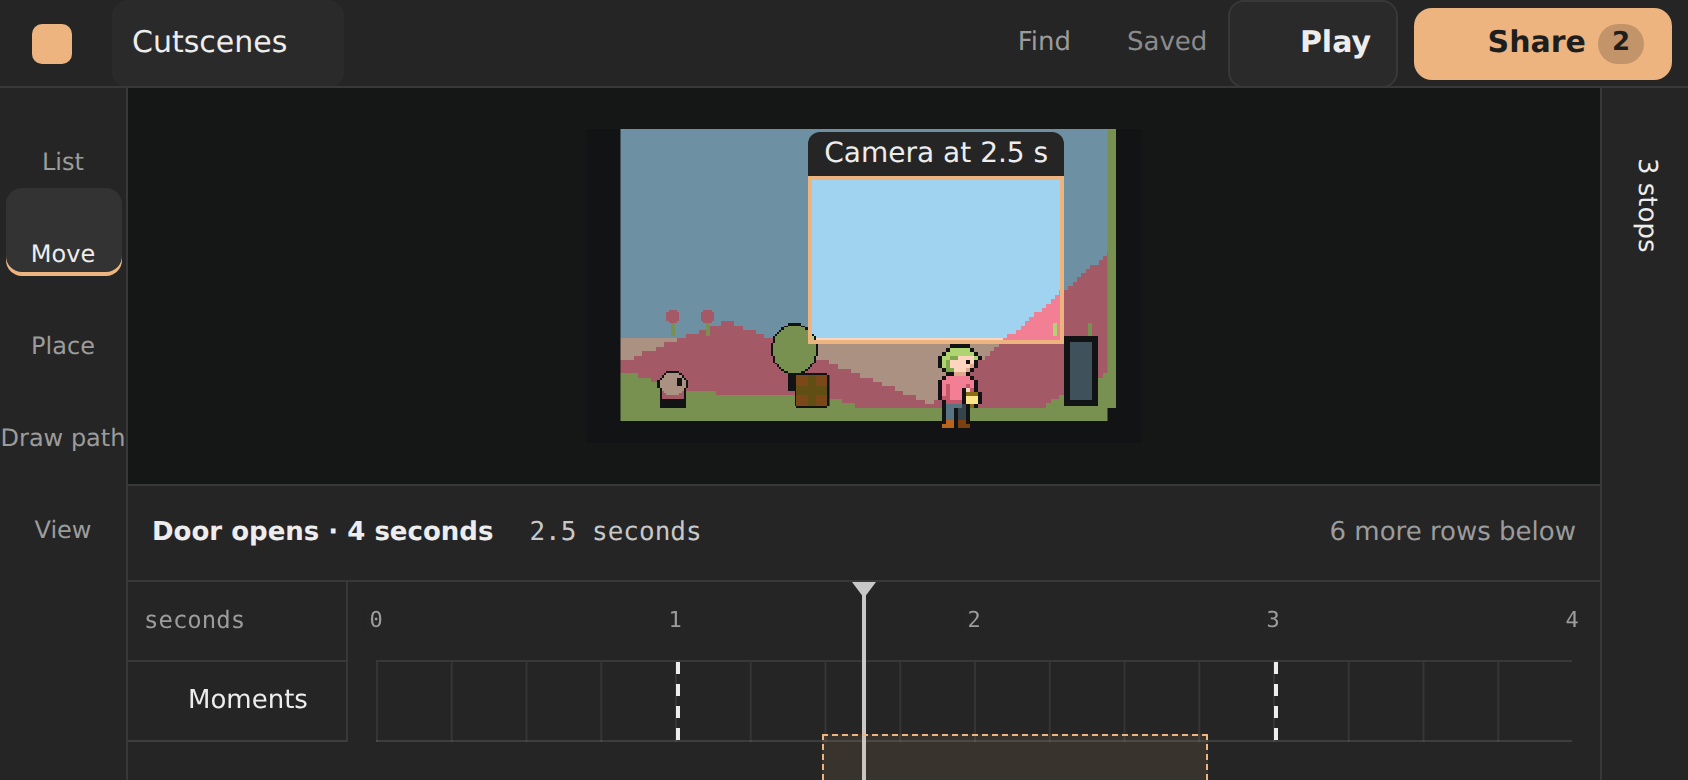 Cutscenes
Find
Saved
Play
Share 2
List
Move
Place
Draw path
View
Camera at 2.5 s
3 stops
Door opens · 4 seconds
2.5 seconds
6 more rows below
seconds 0 1 2 3 4
Moments